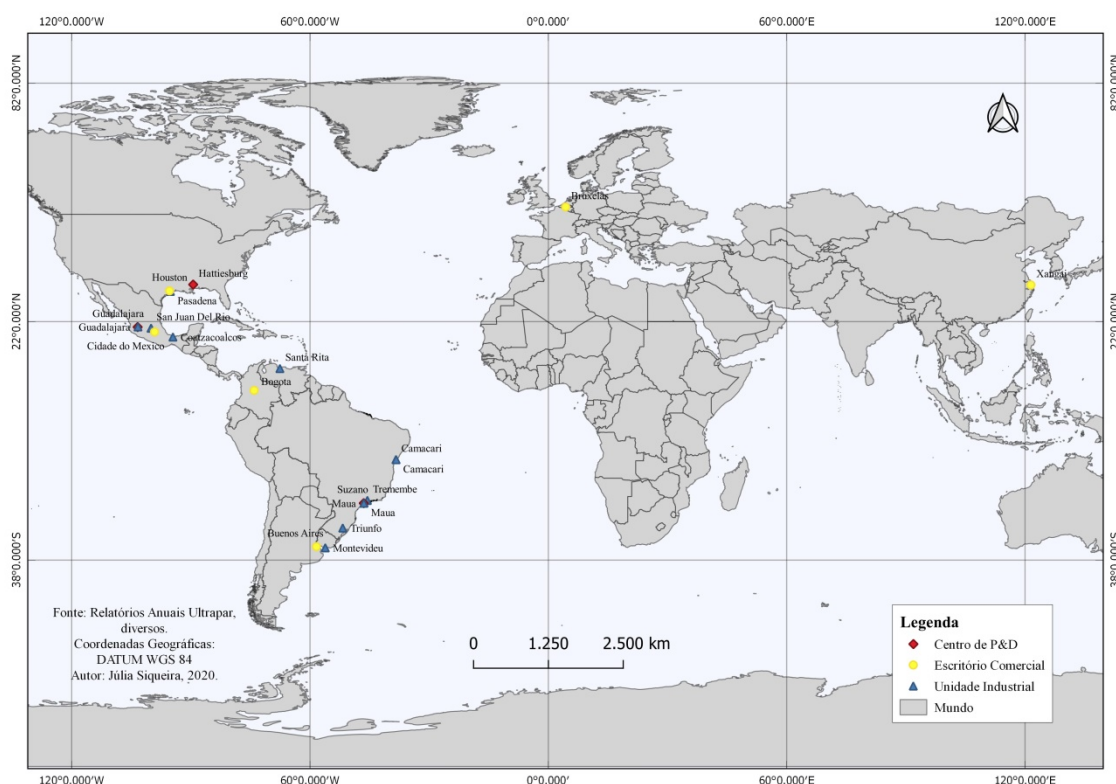 120°0.000'W 60°0.000'W 0°0.000' 60°0.000'E 120°0.000'E
82°0.000'N
22°0.000'N
38°0.000'S
Bruxelas
Xangai
Houston
Hattiesburg
Pasadena
Guadalajara
Guadalajara
San Juan Del Rio
Coatzacoalcos
Cidade do Mexico
Santa Rita
Bogota
Camacari
Camacari
Suzano
Tremembe
Maua
Maua
Triunfo
Buenos Aires
Montevideu
Fonte: Relatórios Anuais Ultrapar,
diversos.
Coordenadas Geográficas:
DATUM WGS 84
Autor: Júlia Siqueira, 2020.
0 1.250 2.500 km
Legenda
Centro de P&D
Escritório Comercial
Unidade Industrial
Mundo
120°0.000'W 60°0.000'W 0°0.000' 60°0.000'E 120°0.000'E